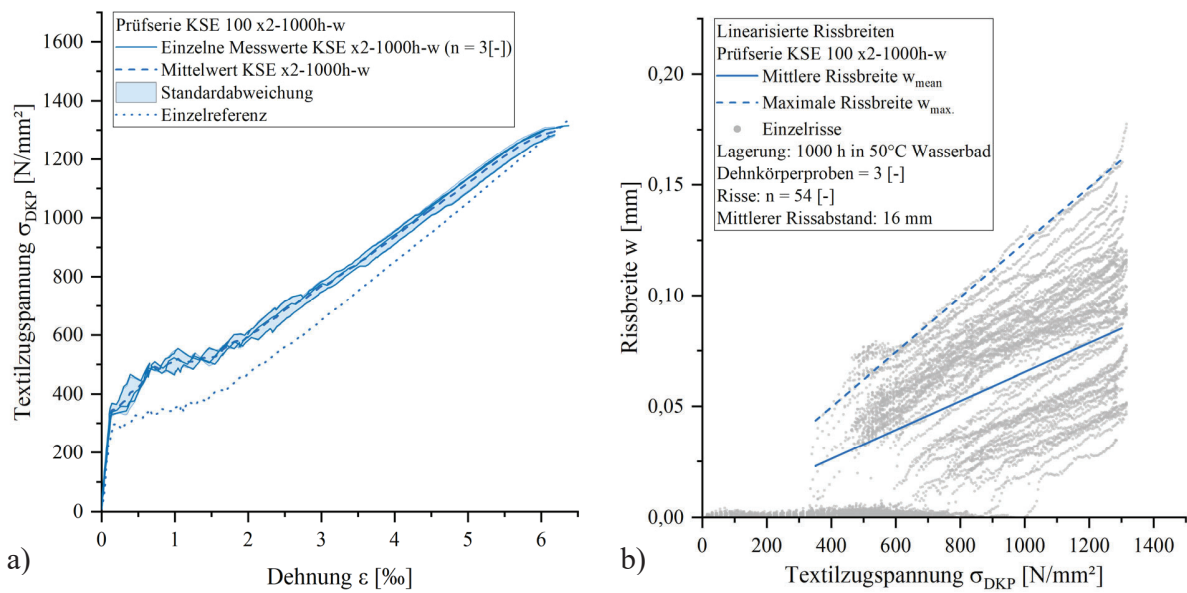 Prüfserie KSE 100 x2-1000h-w
Einzelne Messwerte KSE x2-1000h-w (n = 3[-])
Mittelwert KSE x2-1000h-w
Standardabweichung
Einzelreferenz
1600
1400
1200
1000
800
600
400
200
0
Textilzugspannung σDKP [N/mm²]
0 1 2 3 4 5 6
Dehnung ε [‰]
a)
Linearisierte Rissbreiten
Prüfserie KSE 100 x2-1000h-w
Mittlere Rissbreite wmean
Maximale Rissbreite wmax.
Einzelrisse
Lagerung: 1000 h in 50°C Wasserbad
Dehnkörperproben = 3 [-]
Risse: n = 54 [-]
Mittlerer Rissabstand: 16 mm
0,20
0,15
0,10
0,05
0,00
Rissbreite w [mm]
0 200 400 600 800 1000 1200 1400
Textilzugspannung σDKP [N/mm²]
b)